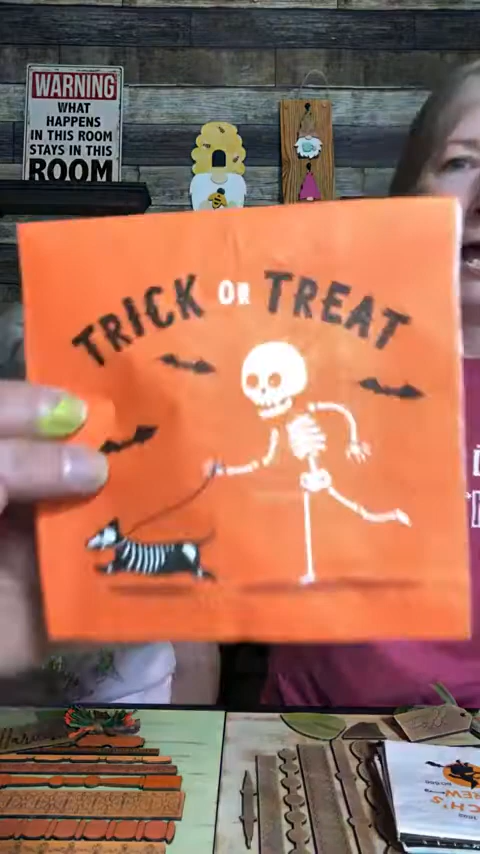 WARNING
WHAT
HAPPENS
IN THIS ROOM
STAYS IN THIS
ROOM
TRICK OR TREAT